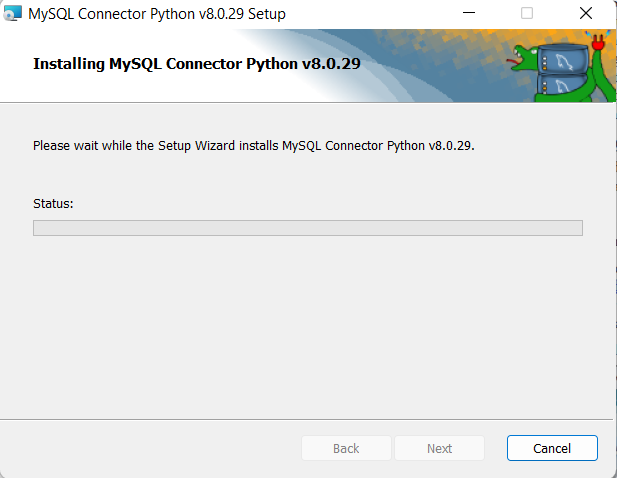 MySQL Connector Python v8.0.29 Setup
Installing MySQL Connector Python v8.0.29
Please wait while the Setup Wizard installs MySQL Connector Python v8.0.29.
Status:
Back
Next
Cancel